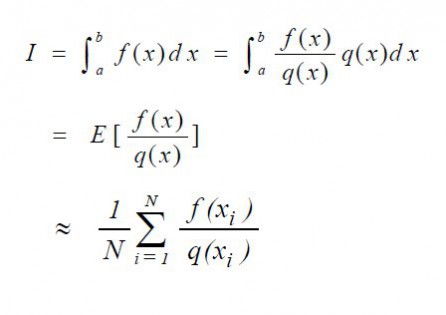 I = ∫_a^b f(x)dx = ∫_a^b f(x)/q(x) q(x)dx
= E[f(x)/q(x)]
≈ 1/N ∑_{i=1}^N f(x_i)/q(x_i)